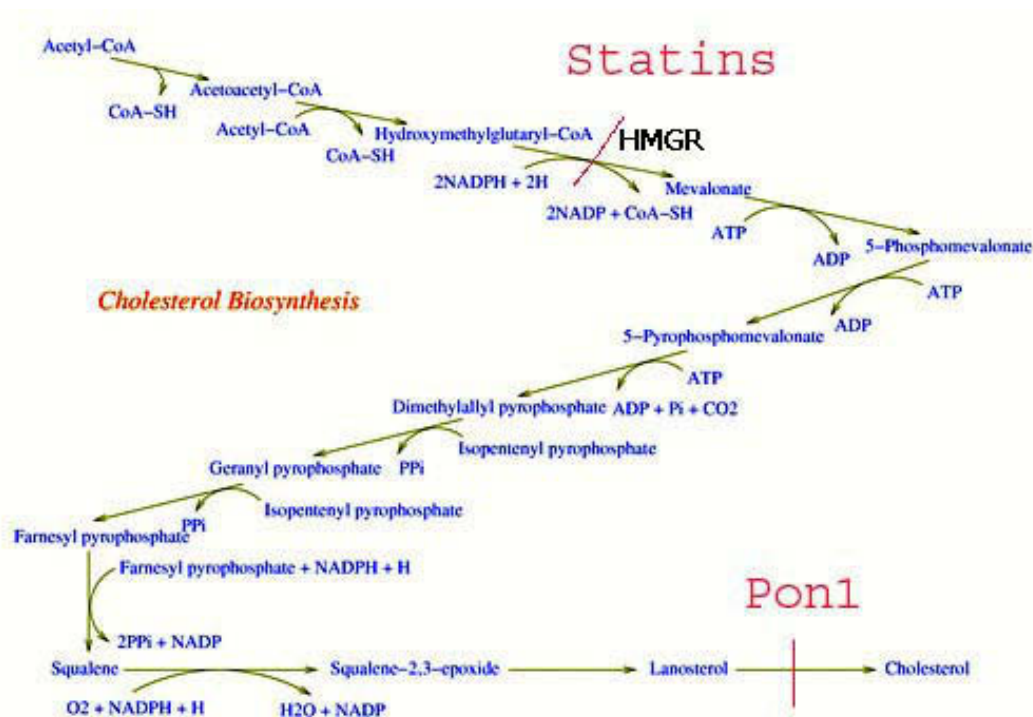 Statins
Acetyl-CoA
Acetoacetyl-CoA
CoA-SH
Acetyl-CoA
Hydroxymethylglutaryl-CoA
HMGR
CoA-SH
2NADPH + 2H
Mevalonate
2NADP + CoA-SH
ATP
5-Phosphomevalonate
ADP
ATP
Cholesterol Biosynthesis
ADP
5-Pyrophosphomevalonate
ATP
Dimethylallyl pyrophosphate
ADP + Pi + CO2
Isopentenyl pyrophosphate
Geranyl pyrophosphate
PPi
Isopentenyl pyrophosphate
PPi
Farnesyl pyrophosphate
Farnesyl pyrophosphate + NADPH + H
Pon1
2PPi + NADP
Squalene
Squalene-2,3-epoxide
Lanosterol
Cholesterol
O2 + NADPH + H
H2O + NADP